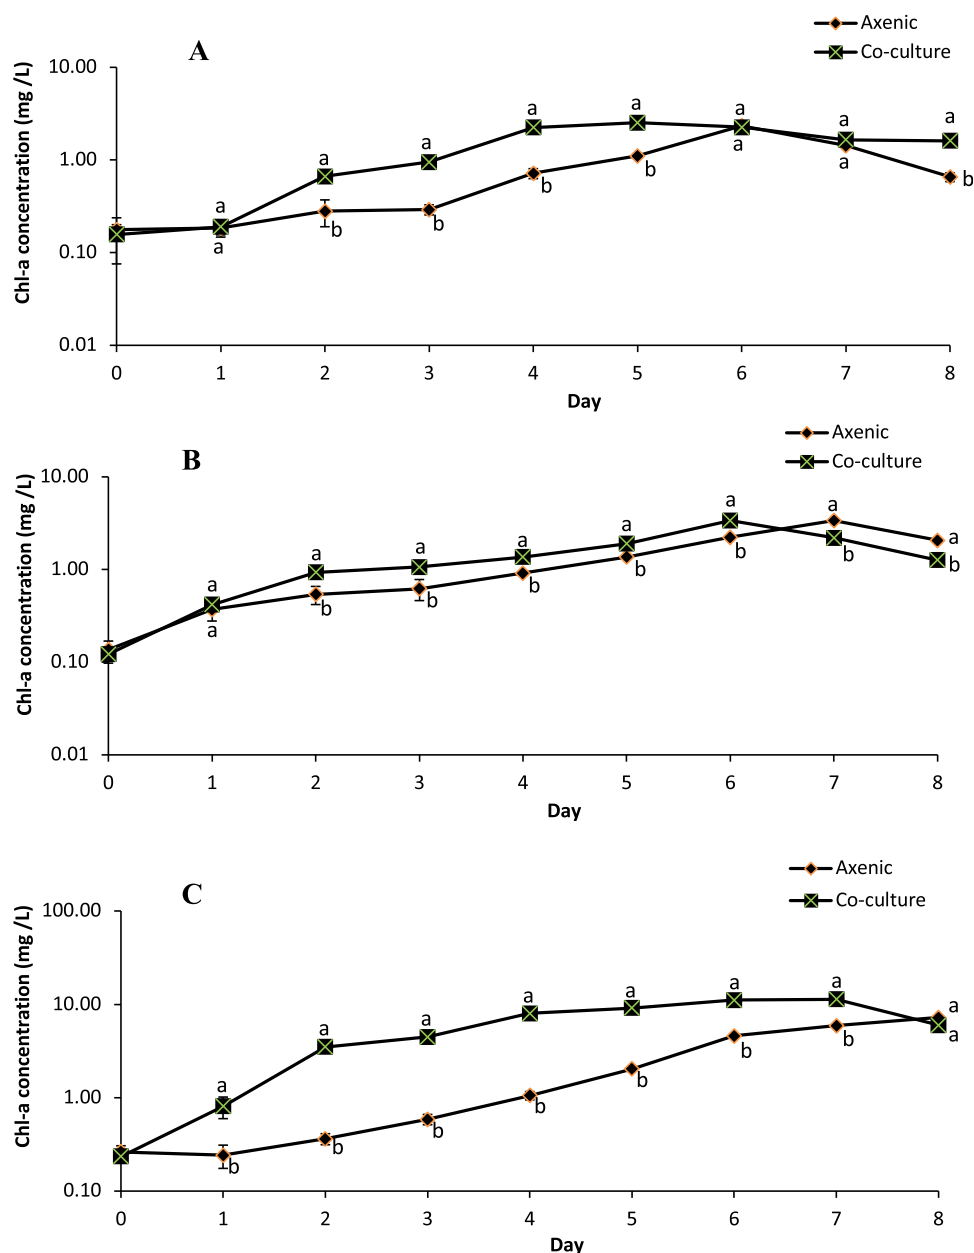 Axenic
Co-culture
A
Chl-a concentration (mg /L)
10.00
1.00
0.10
0.01
a a a a a a a a
a b b b b a a b
0 1 2 3 4 5 6 7 8
Day
Axenic
Co-culture
B
Chl-a concentration (mg /L)
10.00
1.00
0.10
0.01
a a a a a a a a
a b b b b b b b
0 1 2 3 4 5 6 7 8
Day
Axenic
Co-culture
C
Chl-a concentration (mg /L)
100.00
10.00
1.00
0.10
a a a a a a a a
b b b b b b b a
0 1 2 3 4 5 6 7 8
Day